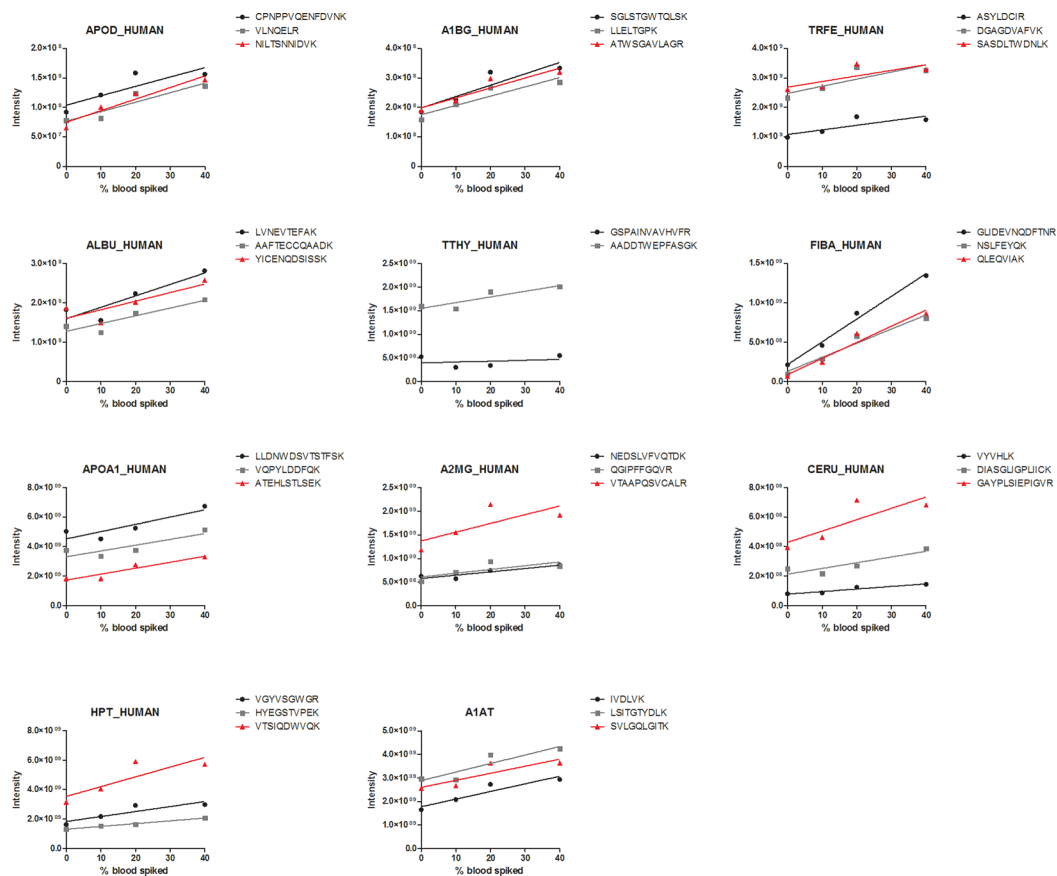 APOD_HUMAN
CPNPPVQENFDVNK
VLNQELR
NILTSNNIDVK
Intensity
2.0×10⁸
1.5×10⁸
1.0×10⁸
5.0×10⁷
0
0 10 20 30 40
% blood spiked
A1BG_HUMAN
SGLSTGWTQLSK
LLELTGPK
ATWSGAVLAGR
Intensity
4.0×10⁸
3.0×10⁸
2.0×10⁸
1.0×10⁸
0
0 10 20 30 40
% blood spiked
TRFE_HUMAN
ASYLDCIR
DGAGDVAFVK
SASDLTWDNLK
Intensity
4.0×10⁹
3.0×10⁹
2.0×10⁹
1.0×10⁹
0
0 10 20 30 40
% blood spiked
ALBU_HUMAN
LVNEVTEFAK
AAFTECCQAADK
YICENQDSISSK
Intensity
3.0×10⁸
2.0×10⁸
1.0×10⁸
0.0
0 10 20 30 40
% blood spiked
TTHY_HUMAN
GSPAINVAVHVFR
AADDTWEPFASGK
Intensity
2.5×10⁰⁹
2.0×10⁰⁹
1.5×10⁰⁹
1.0×10⁰⁹
5.0×10⁰⁸
0.0
0 10 20 30 40
% blood spiked
FIBA_HUMAN
GLIDEVNQDFTNR
NSLFEYQK
QLEQVIAK
Intensity
1.5×10⁰⁹
1.0×10⁰⁹
5.0×10⁰⁸
0.0
0 10 20 30 40
% blood spiked
APOA1_HUMAN
LLDNWDSVTSTFSK
VQPYLDDFQK
ATEHLSTLSEK
Intensity
8.0×10⁰⁹
6.0×10⁰⁹
4.0×10⁰⁹
2.0×10⁰⁹
0.0
0 10 20 30 40
% blood spiked
A2MG_HUMAN
NEDSLVFVQTDK
QGIPFFGQVR
VTAAPQSVCALR
Intensity
2.5×10⁰⁹
2.0×10⁰⁹
1.5×10⁰⁹
1.0×10⁰⁹
5.0×10⁰⁸
0.0
0 10 20 30 40
% blood spiked
CERU_HUMAN
VYVHLK
DIASGLIGPLIICK
GAYPLSIEPIGVR
Intensity
8.0×10⁰⁸
6.0×10⁰⁸
4.0×10⁰⁸
2.0×10⁰⁸
0.0
0 10 20 30 40
% blood spiked
HPT_HUMAN
VGYVSGWGR
HYEGSTVPEK
VTSIQDWVQK
Intensity
8.0×10⁰⁹
6.0×10⁰⁹
4.0×10⁰⁹
2.0×10⁰⁹
0.0
0 10 20 30 40
% blood spiked
A1AT
IVDLVK
LSITGTYDLK
SVLGQLGITK
Intensity
5.0×10⁰⁹
4.0×10⁰⁹
3.0×10⁰⁹
2.0×10⁰⁹
1.0×10⁰⁹
0.0
0 10 20 30 40
% blood spiked